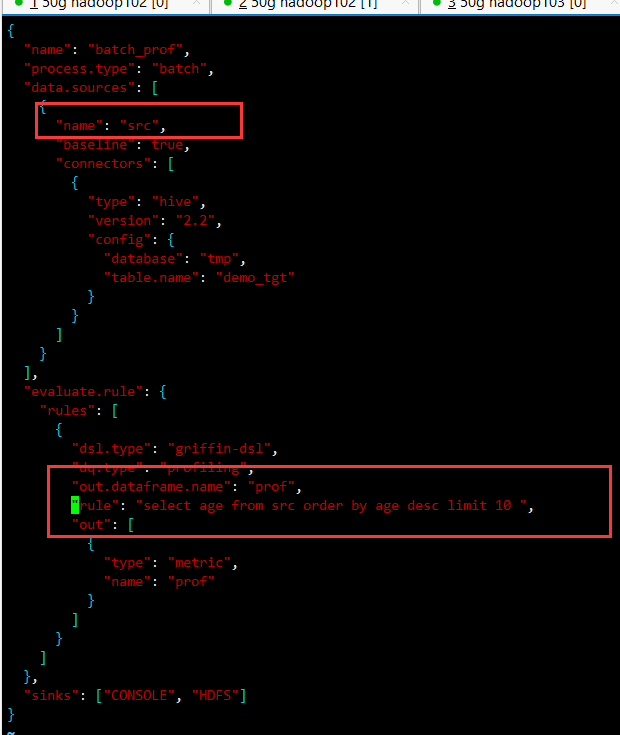 1 50g hadoop102 [0] 2 50g hadoop102 [1] 3 50g hadoop103 [0]
{
  "name": "batch_prof",
  "process.type": "batch",
  "data.sources": [
    {
      "name": "src",
      "baseline": true,
      "connectors": [
        {
          "type": "hive",
          "version": "2.2",
          "config": {
            "database": "tmp",
            "table.name": "demo_tgt"
          }
        }
      ]
    }
  ],
  "evaluate.rule": {
    "rules": [
      {
        "dsl.type": "griffin-dsl",
        "dq.type": "profiling",
        "out.dataframe.name": "prof",
        "rule": "select age from src order by age desc limit 10 ",
        "out": [
          {
            "type": "metric",
            "name": "prof"
          }
        ]
      }
    ]
  },
  "sinks": ["CONSOLE", "HDFS"]
}
~